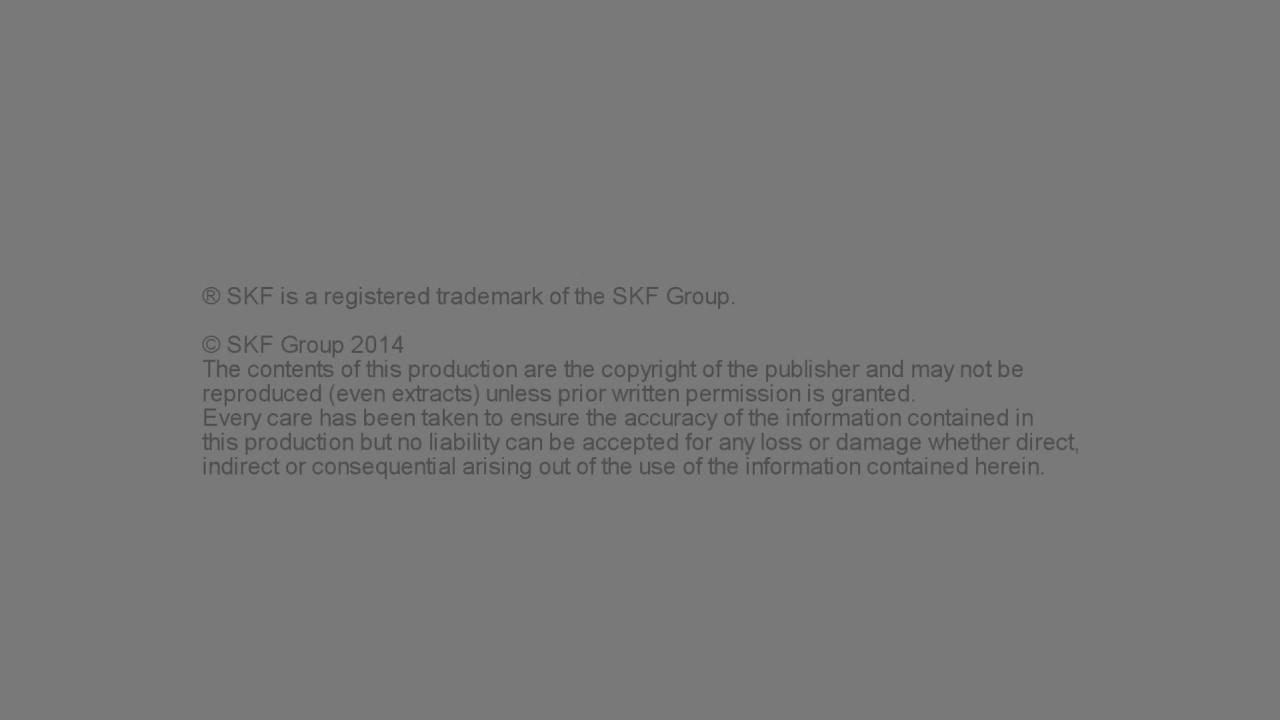 ® SKF is a registered trademark of the SKF Group.
© SKF Group 2014
The contents of this production are the copyright of the publisher and may not be
reproduced (even extracts) unless prior written permission is granted.
Every care has been taken to ensure the accuracy of the information contained in
this production but no liability can be accepted for any loss or damage whether direct,
indirect or consequential arising out of the use of the information contained herein.